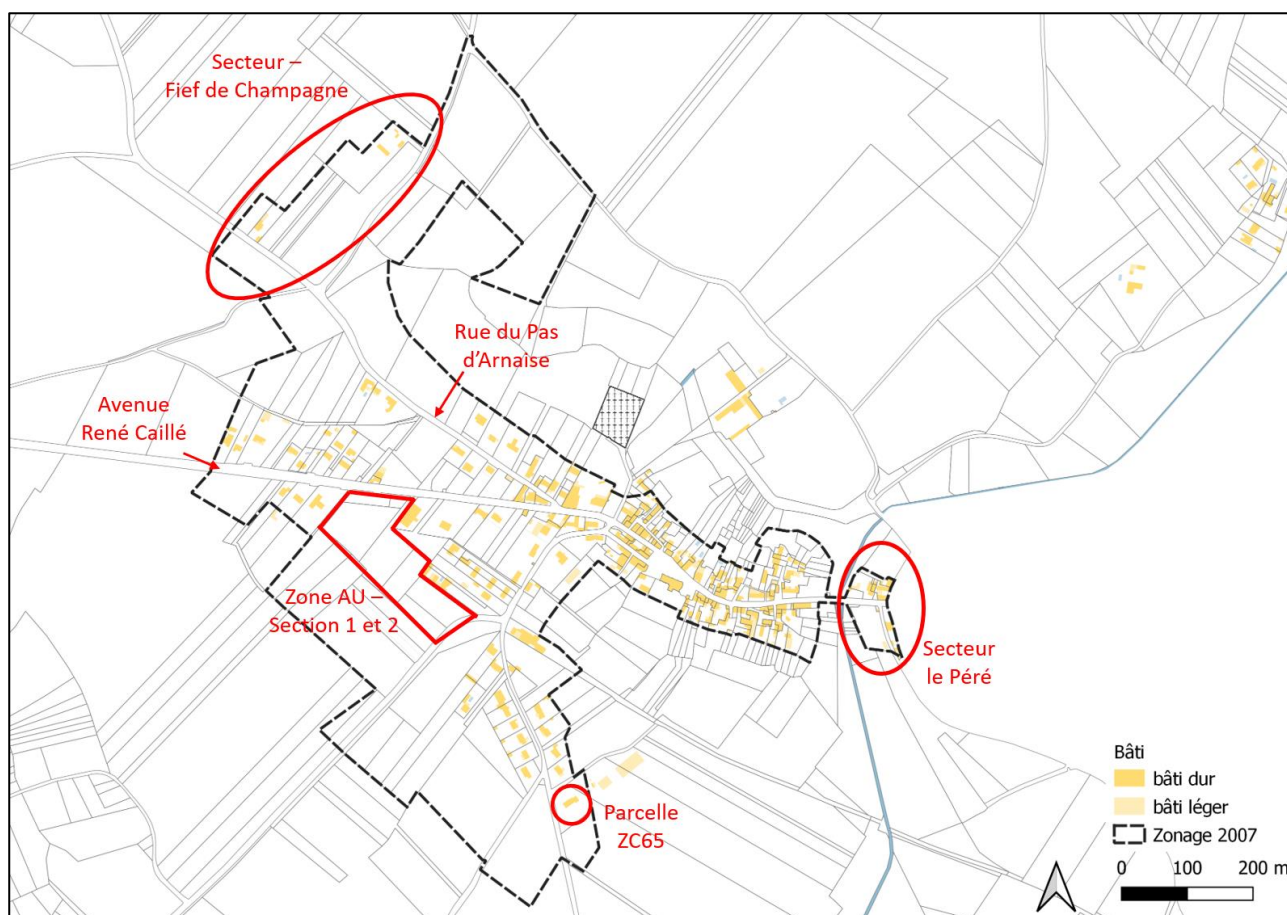 Secteur –
Fief de Champagne
Rue du Pas
d'Arnaise
Avenue
René Caillé
Zone AU –
Section 1 et 2
Secteur
le Péré
Parcelle
ZC65
Bâti
bâti dur
bâti léger
Zonage 2007
0 100 200 m